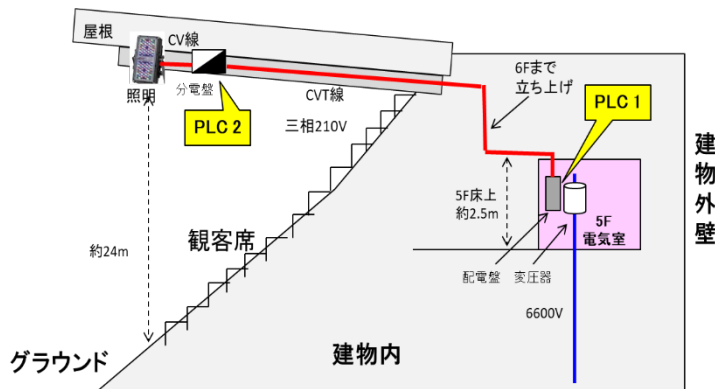 屋根
CV線
照明
分電盤
PLC 2
CVT線
三相210V
6Fまで
立ち上げ
PLC 1
建物外壁
5F床上
約2.5m
5F
電気室
約24m
観客席
配電盤
変圧器
6600V
グラウンド
建物内